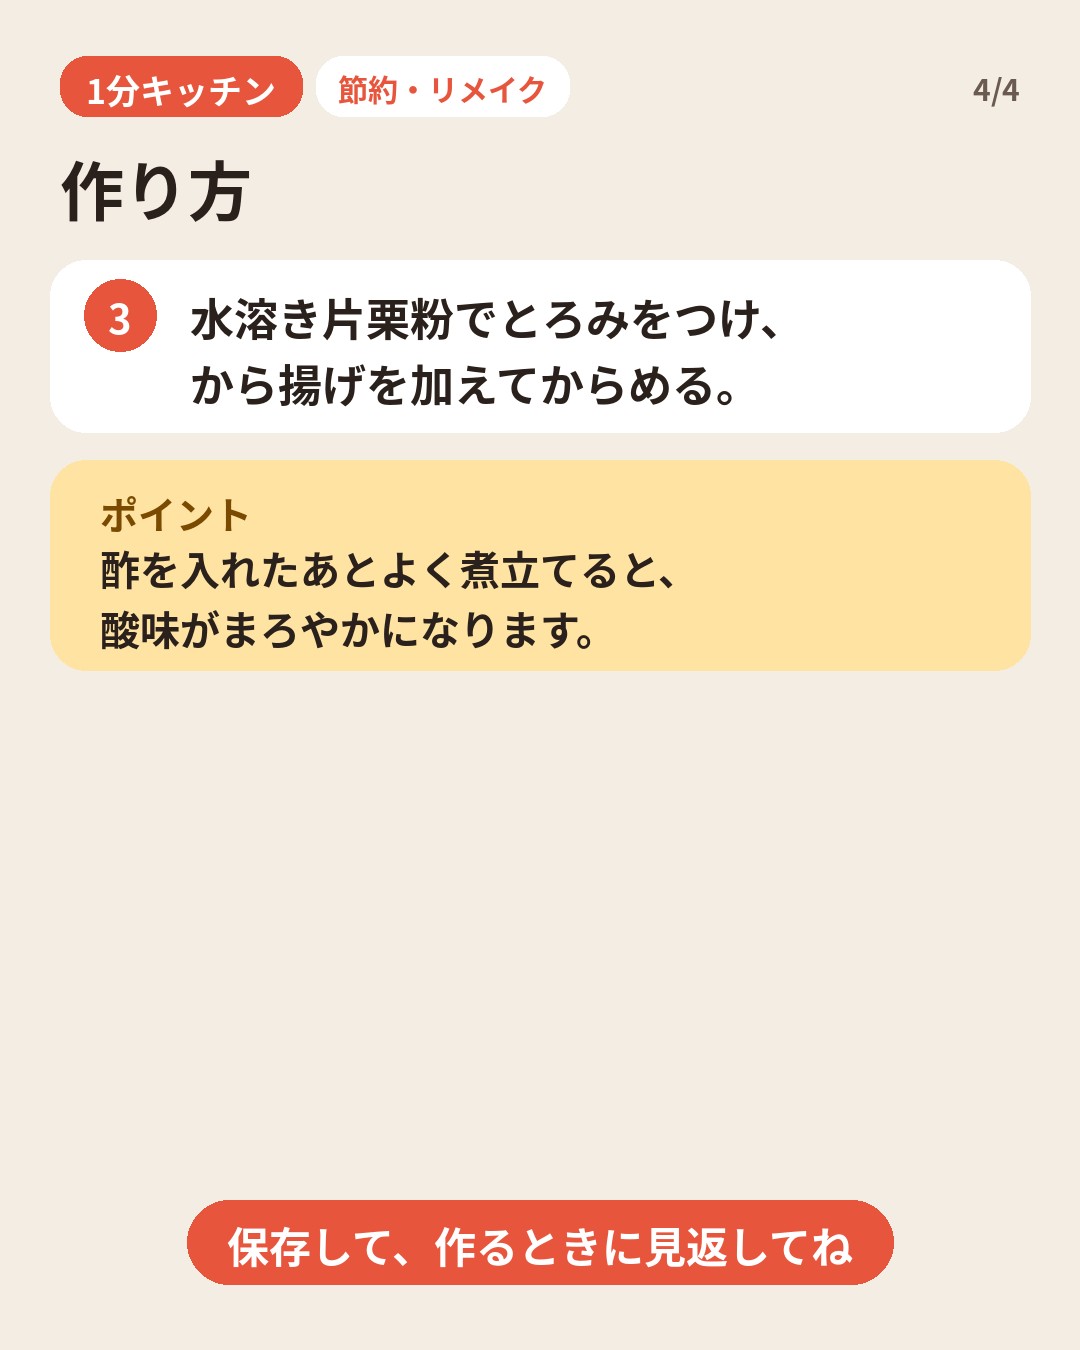 1分キッチン
節約・リメイク
4/4
作り方
3
水溶き片栗粉でとろみをつけ、
から揚げを加えてからめる。
ポイント
酢を入れたあとよく煮立てると、
酸味がまろやかになります。
保存して、作るときに見返してね